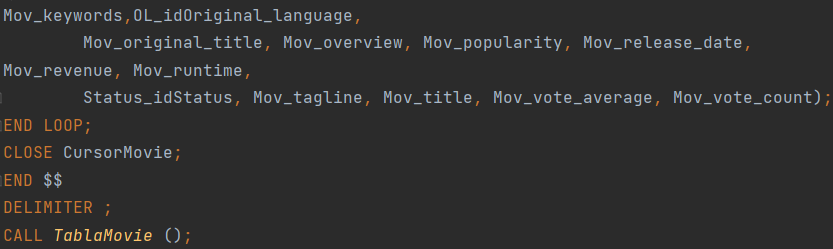 Mov_keywords,OL_idOriginal_language,
Mov_original_title, Mov_overview, Mov_popularity, Mov_release_date,
Mov_revenue, Mov_runtime,
Status_idStatus, Mov_tagline, Mov_title, Mov_vote_average, Mov_vote_count);
END LOOP;
CLOSE CursorMovie;
END $$
DELIMITER ;
CALL TablaMovie ();